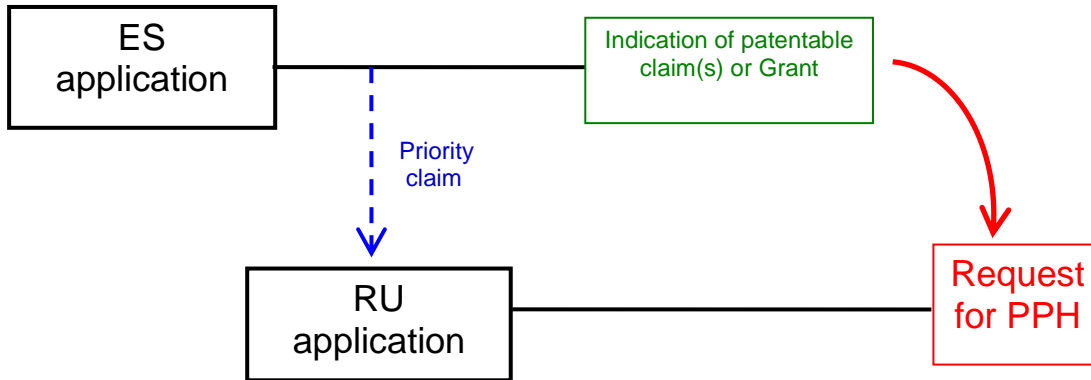 ES
application
Indication of patentable
claim(s) or Grant
Priority
claim
RU
application
Request
for PPH